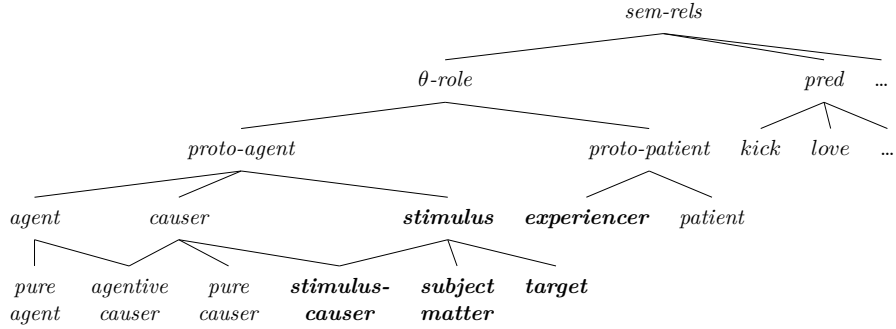 sem-rels
θ-role pred ...
proto-agent proto-patient kick love ...
agent causer stimulus experiencer patient
pure agentive pure stimulus- subject target
agent causer causer causer matter